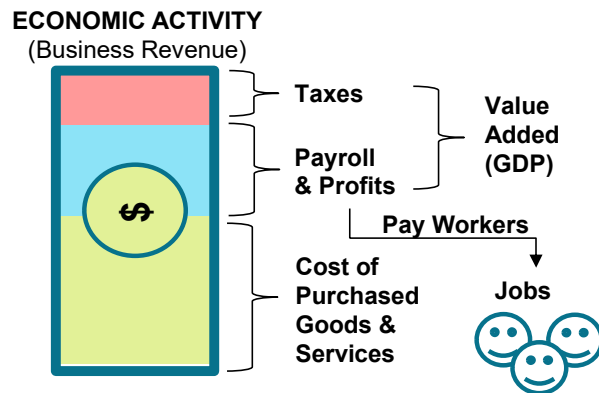 ECONOMIC ACTIVITY
(Business Revenue)
Taxes
Value
Added
(GDP)
Payroll
& Profits
$
Pay Workers
Cost of
Purchased
Goods &
Services
Jobs